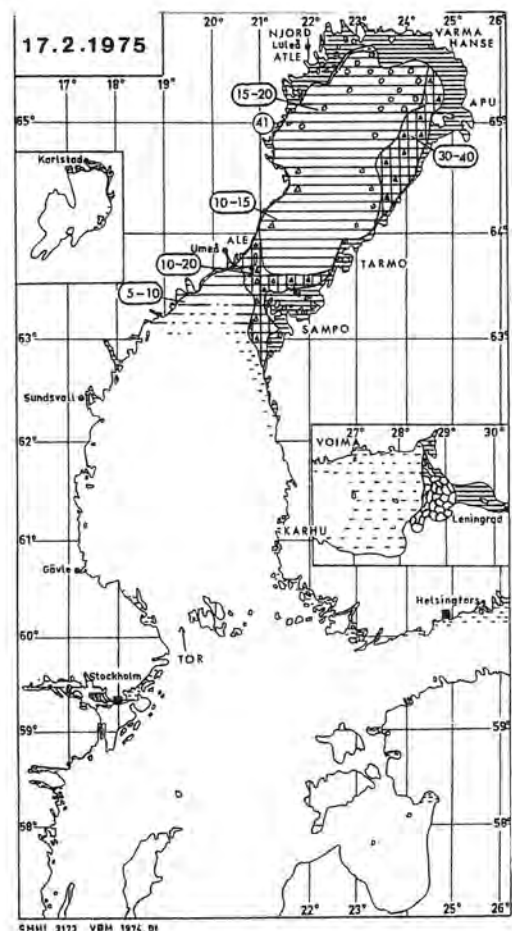 17.2.1975
20° 21° 22° 23° 24° 25° 26°
NJORD
Luleå
ATLE
VARMA
HANSE
17° 18° 19°
15-20
APU
65°
41
65°
30-40
Karlstad
10-15
ALE
64°
Umeå
10-20
TARMO
5-10
63°
SAMPO
63°
Sundsvall
62°
27° 28° 29° 30°
VOIMA
Leningrad
61°
KARHU
Gävle
Helsingfors
60°
TOR
Stockholm
59°
59°
58°
58°
21° 22° 23° 24° 25° 26°
SMHI